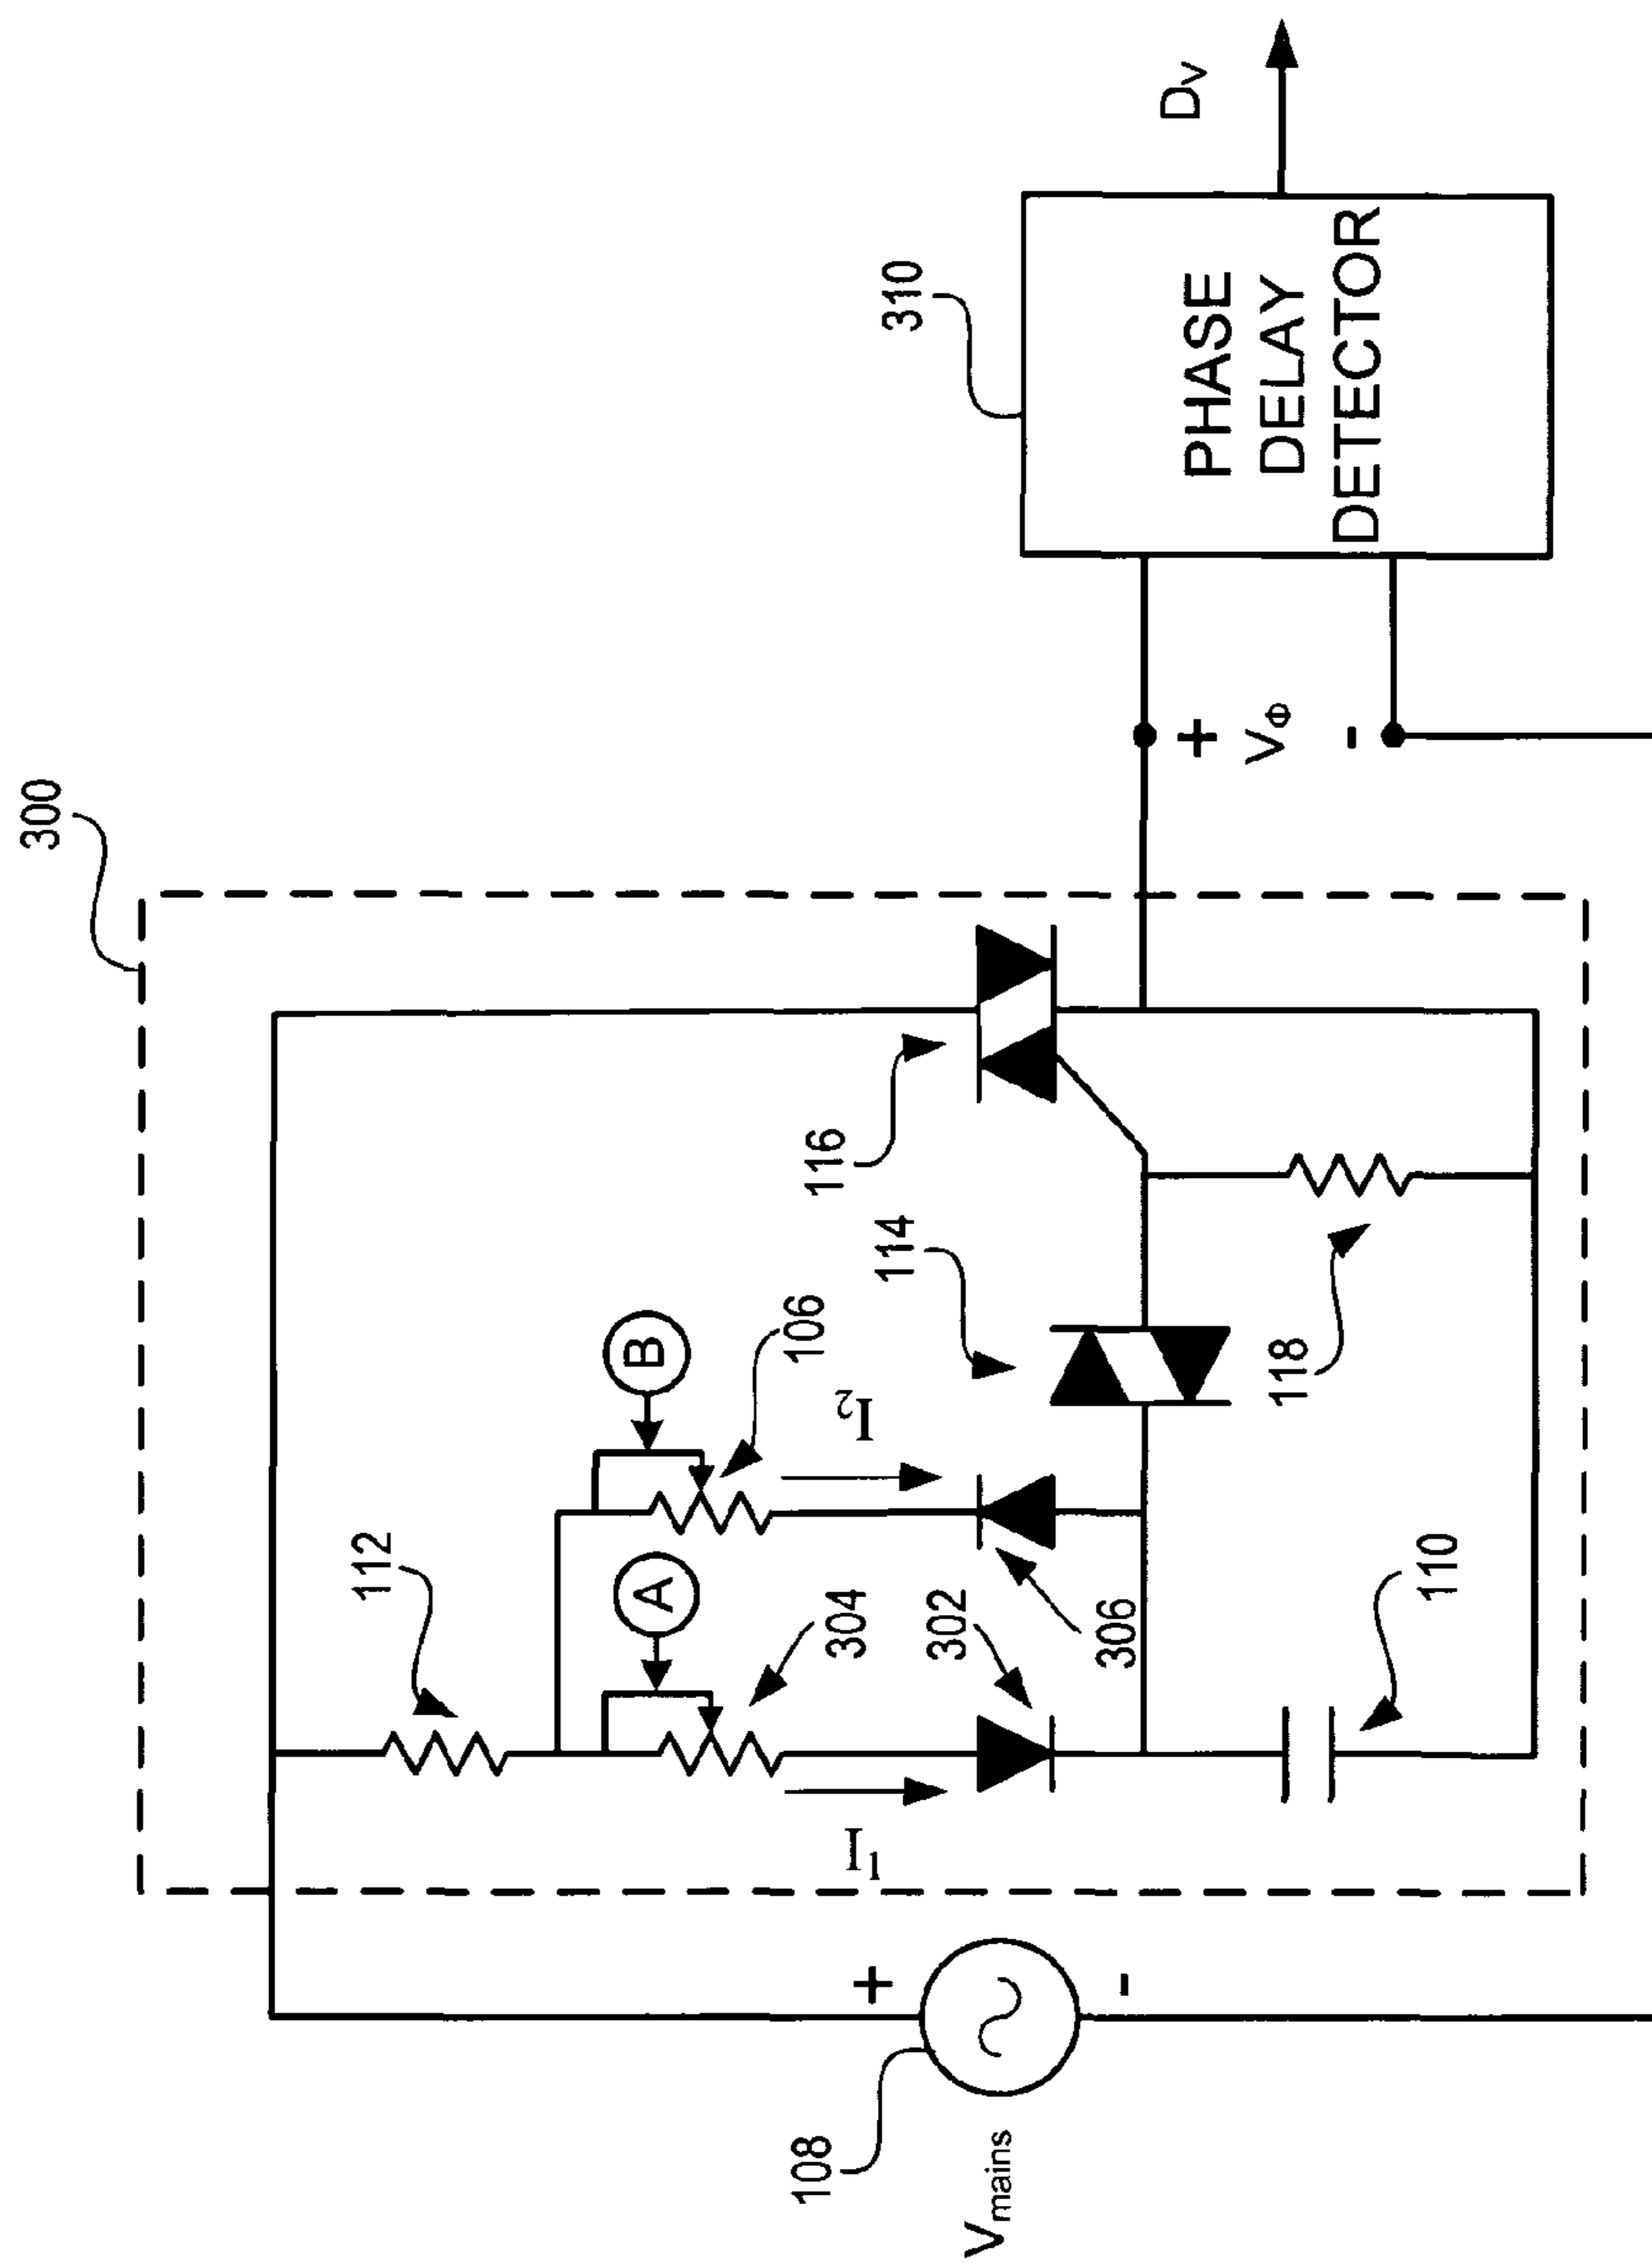 300
112
B
A
106
I2
I1
304
302
306
116
114
118
110
108
Vmains
+
-
+
VΦ
-
310
PHASE
DELAY
DETECTOR
DV